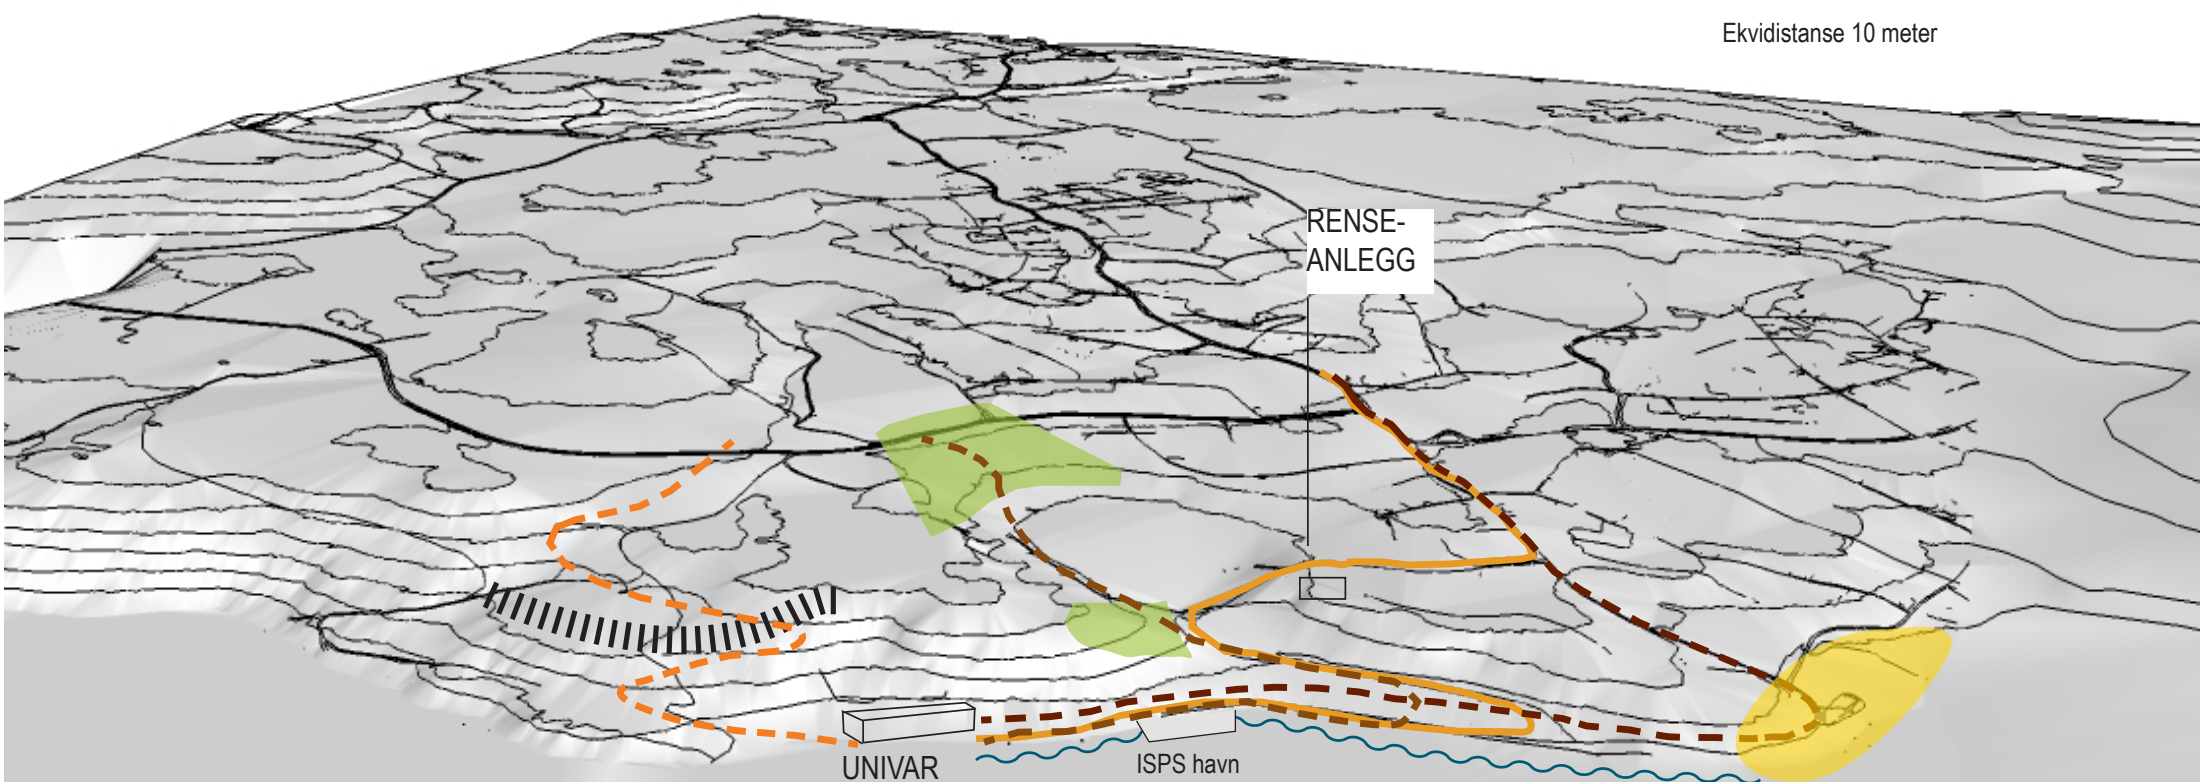 Ekvidistanse 10 meter
RENSE-
ANLEGG
UNIVAR
ISPS havn